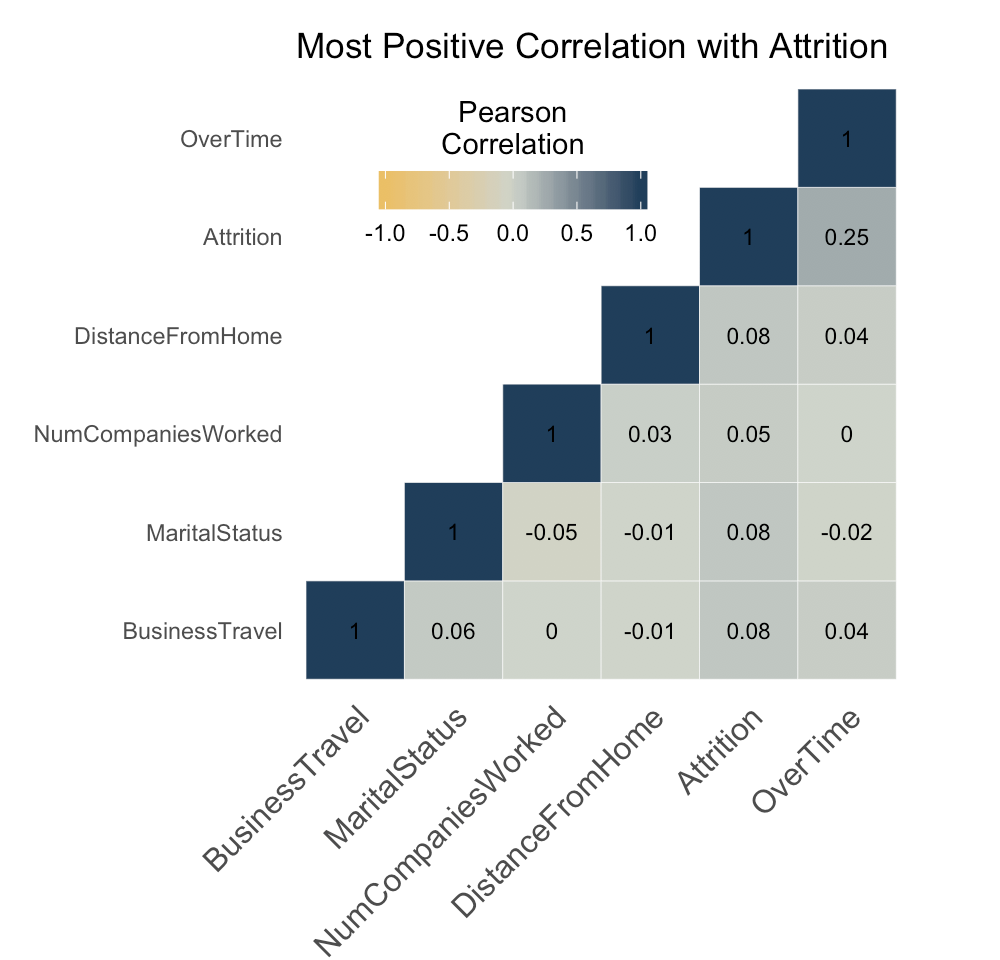 Most Positive Correlation with Attrition
Pearson
Correlation
-1.0 -0.5 0.0 0.5 1.0
OverTime 1
Attrition 1 0.25
DistanceFromHome 1 0.08 0.04
NumCompaniesWorked 1 0.03 0.05 0
MaritalStatus 1 -0.05 -0.01 0.08 -0.02
BusinessTravel 1 0.06 0 -0.01 0.08 0.04
BusinessTravel
MaritalStatus
NumCompaniesWorked
DistanceFromHome
Attrition
OverTime